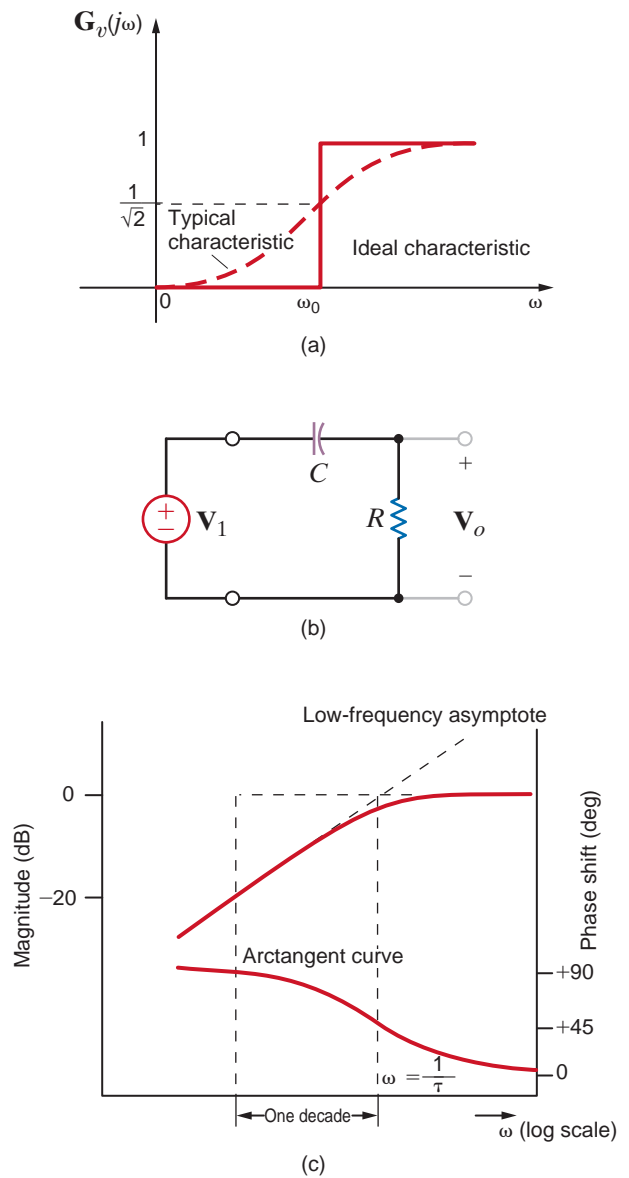 G_v(jω)
1
1/√2
Typical
characteristic
Ideal characteristic
0
ω₀
ω
(a)
C
+
+
−
V₁
R
V_o
−
(b)
Low-frequency asymptote
0
−20
Magnitude (dB)
Phase shift (deg)
Arctangent curve
+90
+45
0
ω = 1/τ
One decade
ω (log scale)
(c)